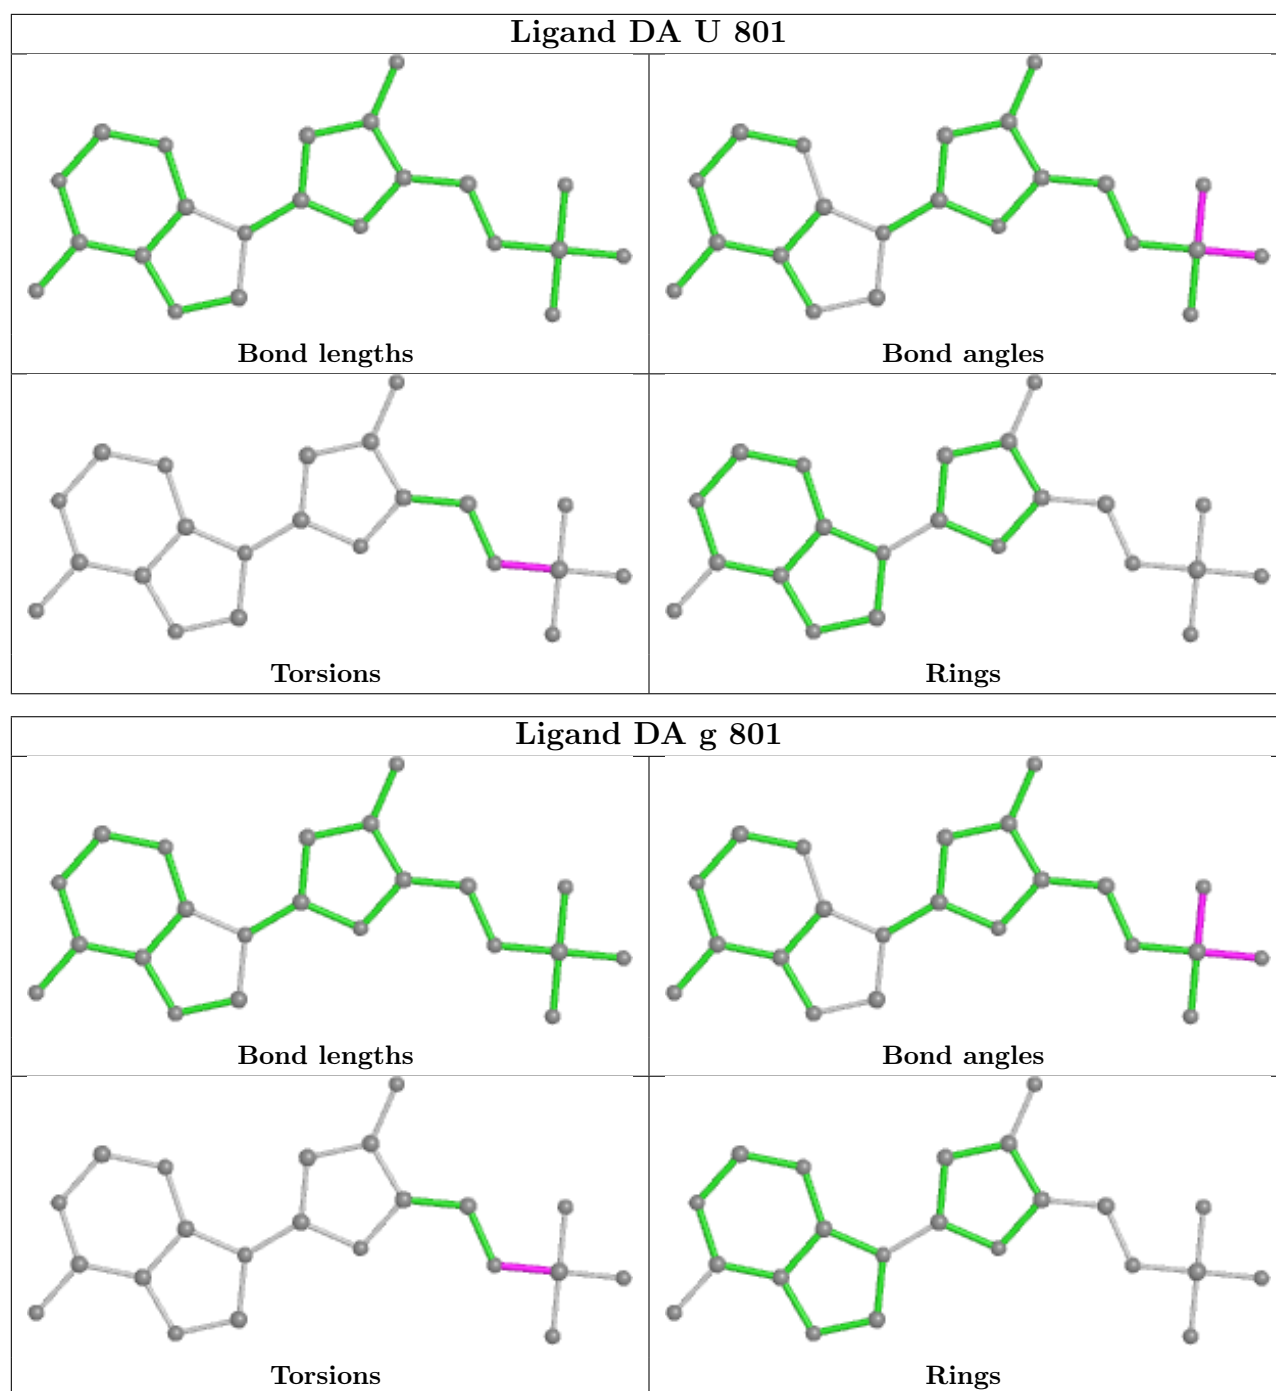 Ligand DA U 801
Bond lengths
Bond angles
Torsions
Rings
Ligand DA g 801
Bond lengths
Bond angles
Torsions
Rings